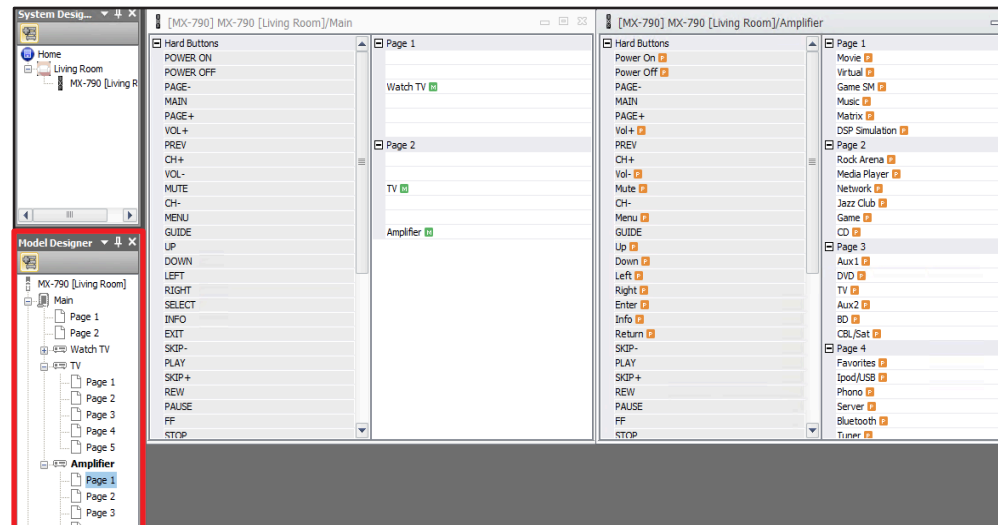 System Desig...
Home
Living Room
MX-790 [Living R
Model Designer
MX-790 [Living Room]
Main
Page 1
Page 2
Watch TV
TV
Page 1
Page 2
Page 3
Page 4
Page 5
Amplifier
Page 1
Page 2
Page 3
[MX-790] MX-790 [Living Room]/Main
Hard Buttons
POWER ON
POWER OFF
PAGE-
MAIN
PAGE+
VOL+
PREV
CH+
VOL-
MUTE
CH-
MENU
GUIDE
UP
DOWN
LEFT
RIGHT
SELECT
INFO
EXIT
SKIP-
PLAY
SKIP+
REW
PAUSE
FF
STOP
Page 1
Watch TV M
Page 2
TV M
Amplifier M
[MX-790] MX-790 [Living Room]/Amplifier
Hard Buttons
Power On P
Power Off P
PAGE-
MAIN
PAGE+
Vol+ P
PREV
CH+
Vol- P
Mute P
CH-
Menu P
GUIDE
Up P
Down P
Left P
Right P
Enter P
Info P
Return P
SKIP-
PLAY
SKIP+
REW
PAUSE
FF
STOP
Page 1
Movie P
Virtual P
Game SM P
Music P
Matrix P
DSP Simulation P
Page 2
Rock Arena P
Media Player P
Network P
Jazz Club P
Game P
CD P
Page 3
Aux1 P
DVD P
TV P
Aux2 P
BD P
CBL/Sat P
Page 4
Favorites P
Ipod/USB P
Phono P
Server P
Bluetooth P
Tuner P